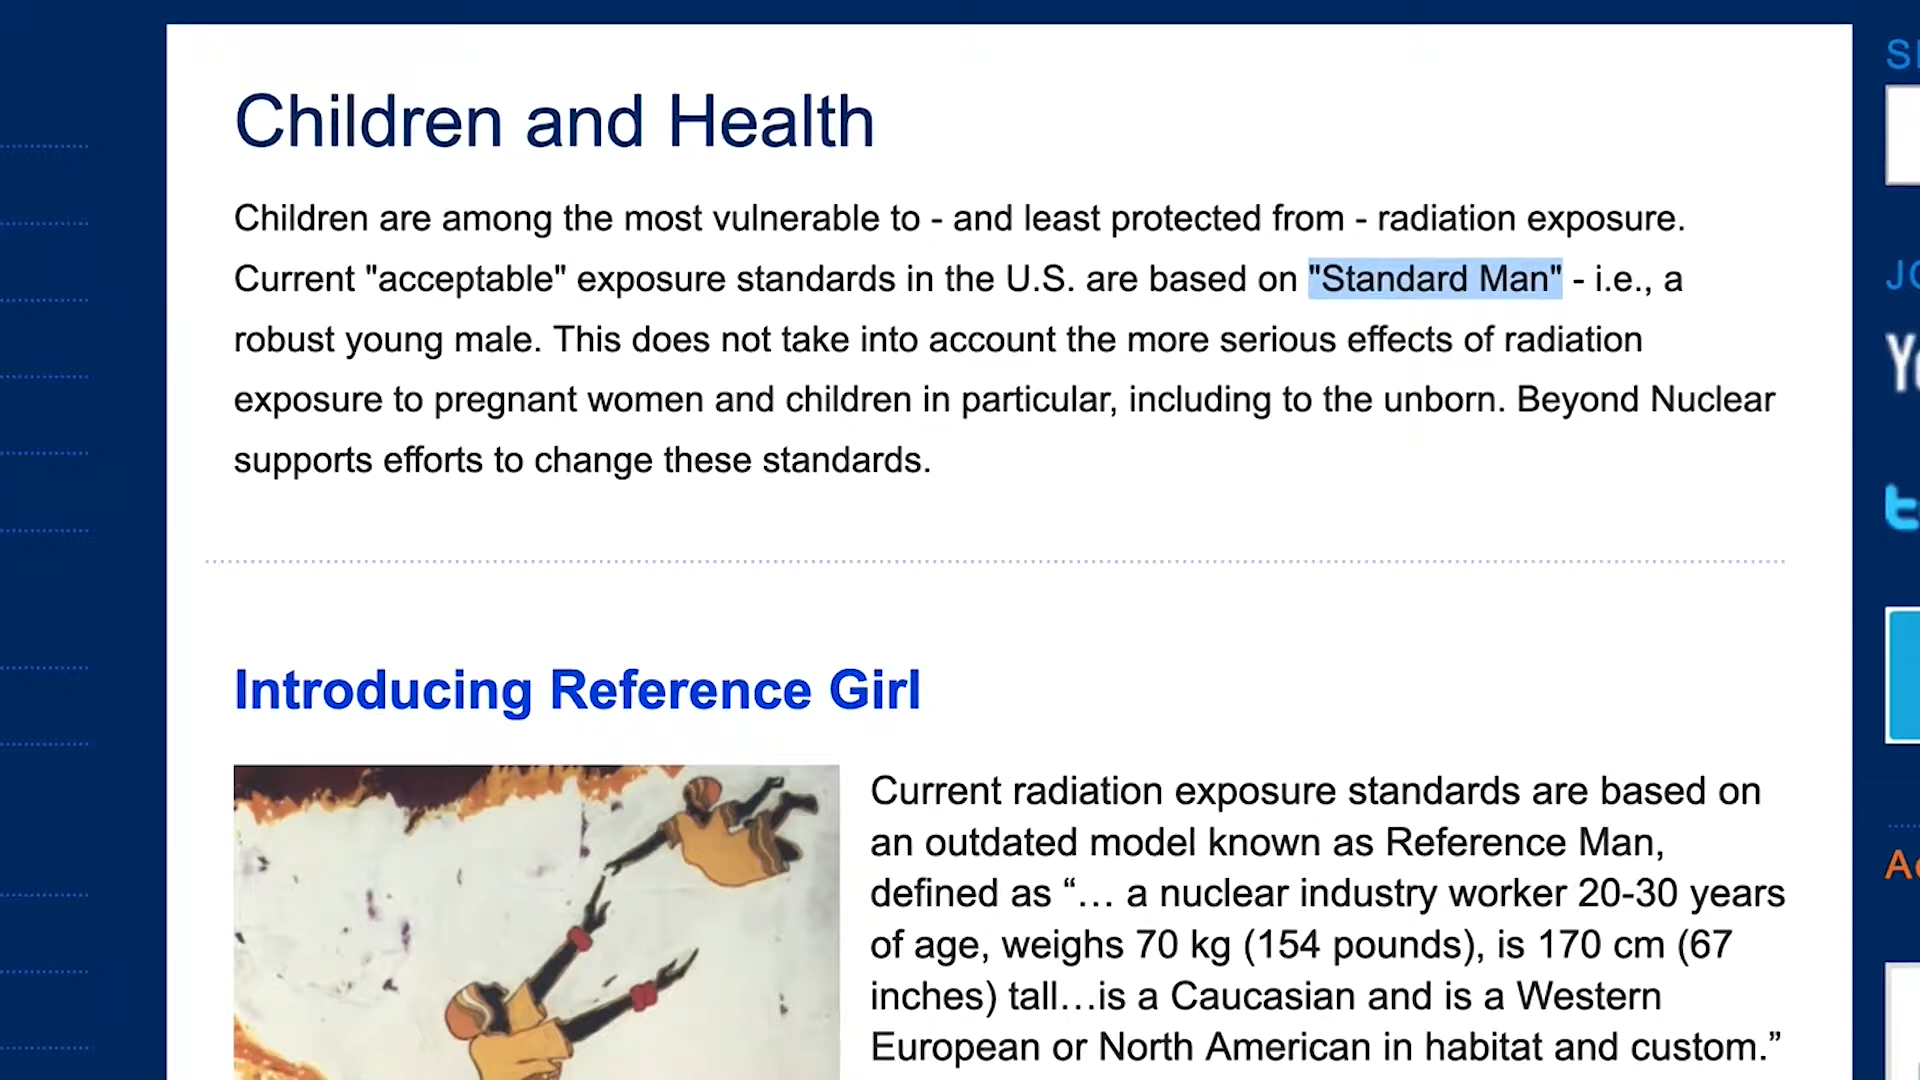 Children and Health
Children are among the most vulnerable to - and least protected from - radiation exposure.
Current "acceptable" exposure standards in the U.S. are based on "Standard Man" - i.e., a
robust young male. This does not take into account the more serious effects of radiation
exposure to pregnant women and children in particular, including to the unborn. Beyond Nuclear
supports efforts to change these standards.
Introducing Reference Girl
Current radiation exposure standards are based on
an outdated model known as Reference Man,
defined as “… a nuclear industry worker 20-30 years
of age, weighs 70 kg (154 pounds), is 170 cm (67
inches) tall…is a Caucasian and is a Western
European or North American in habitat and custom.”